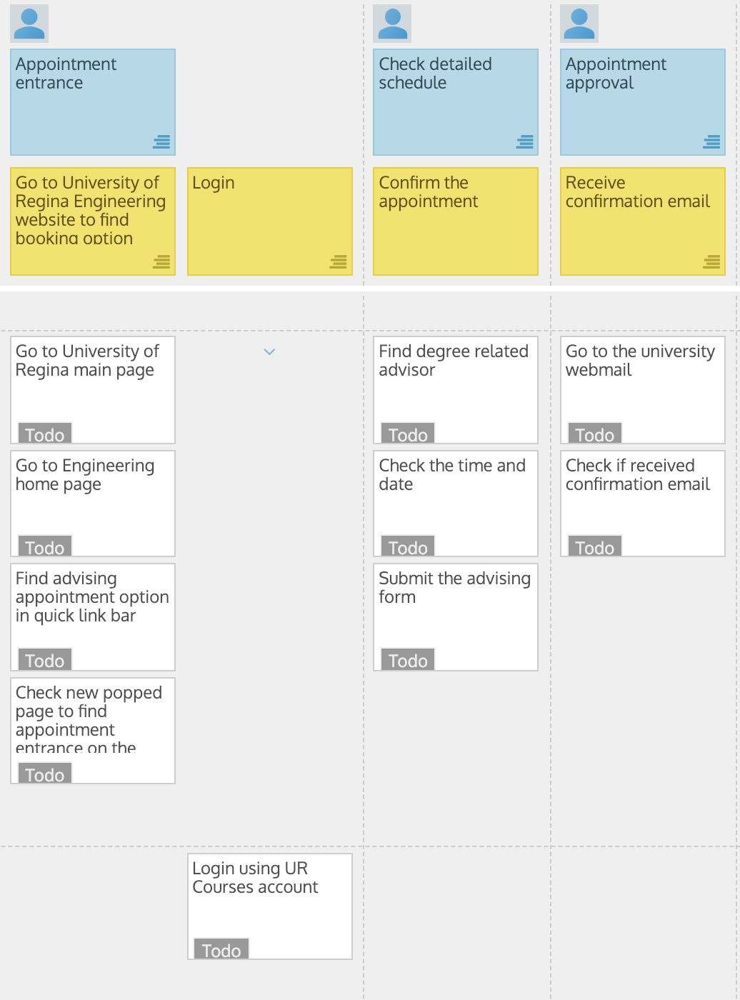 Appointment
entrance
Check detailed
schedule
Appointment
approval
Go to University of
Regina Engineering
website to find
booking option
Login
Confirm the
appointment
Receive
confirmation email
Go to University of
Regina main page
Todo
Find degree related
advisor
Todo
Go to the university
webmail
Todo
Go to Engineering
home page
Todo
Check the time and
date
Todo
Check if received
confirmation email
Todo
Find advising
appointment option
in quick link bar
Todo
Submit the advising
form
Todo
Check new popped
page to find
appointment
entrance on the
Todo
Login using UR
Courses account
Todo